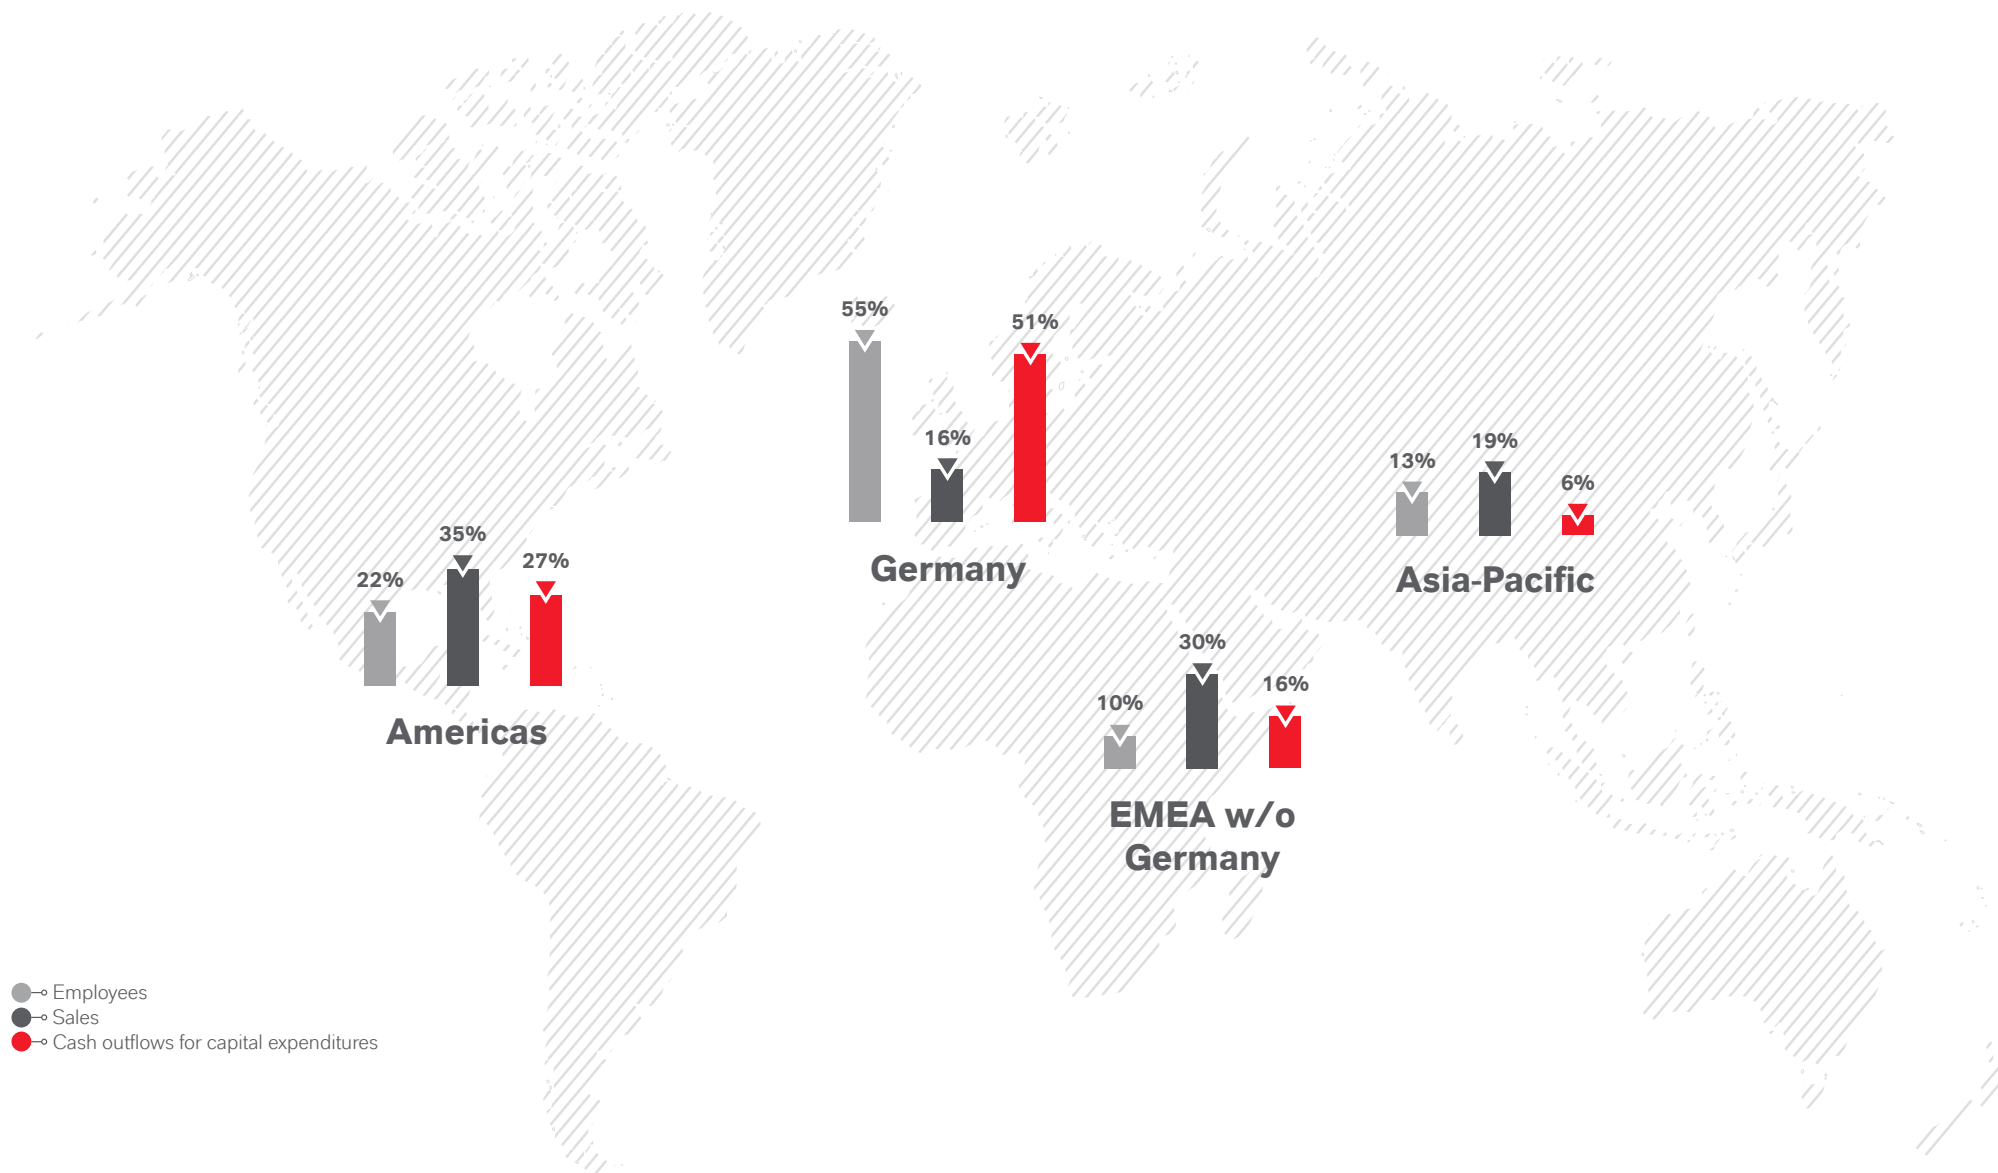 55%
16%
51%
Germany
13%
19%
6%
Asia-Pacific
22%
35%
27%
Americas
10%
30%
16%
EMEA w/o
Germany
Employees
Sales
Cash outflows for capital expenditures